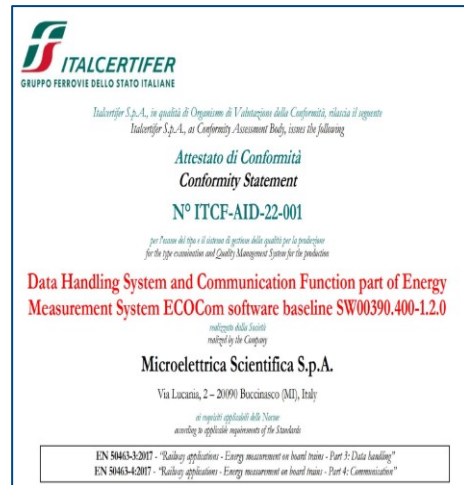 ITALCERTIFER
GRUPPO FERROVIE DELLO STATO ITALIANE
Italcertifer S.p.A., in qualità di Organismo di Valutazione della Conformità, rilascia il seguente
Italcertifer S.p.A., as Conformity Assessment Body, issues the following
Attestato di Conformità
Conformity Statement
N° ITCF-AID-22-001
per l'esame del tipo e il sistema di gestione della qualità per la produzione
for the type examination and Quality Management System for the production
Data Handling System and Communication Function part of Energy
Measurement System ECOCom software baseline SW00390.400-1.2.0
realizzato dalla Società
realized by the Company
Microelettrica Scientifica S.p.A.
Via Lucania, 2 – 20090 Buccinasco (MI), Italy
ai requisiti applicabili delle Norme
according to applicable requirements of the Standards
EN 50463-3:2017 - "Railway applications - Energy measurement on board trains - Part 3: Data handling"
EN 50463-4:2017 - "Railway applications - Energy measurement on board trains - Part 4: Communication"